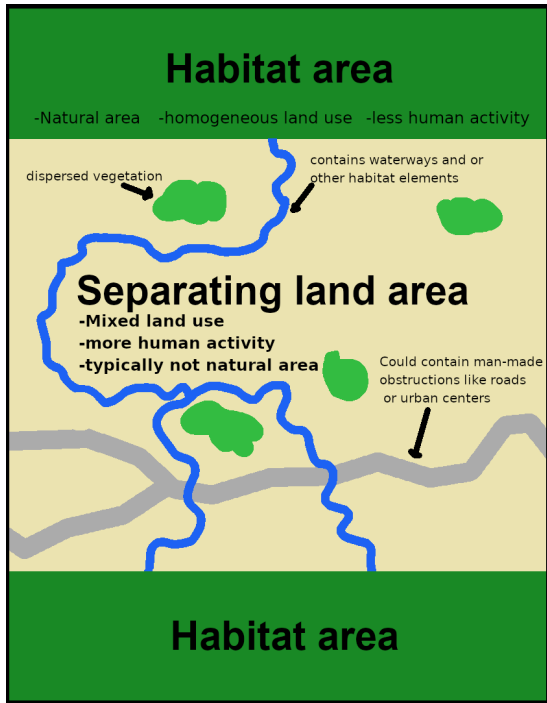 Habitat area
-Natural area -homogeneous land use -less human activity
contains waterways and or
other habitat elements
dispersed vegetation
Separating land area
-Mixed land use
-more human activity
-typically not natural area
Could contain man-made
obstructions like roads
or urban centers
Habitat area